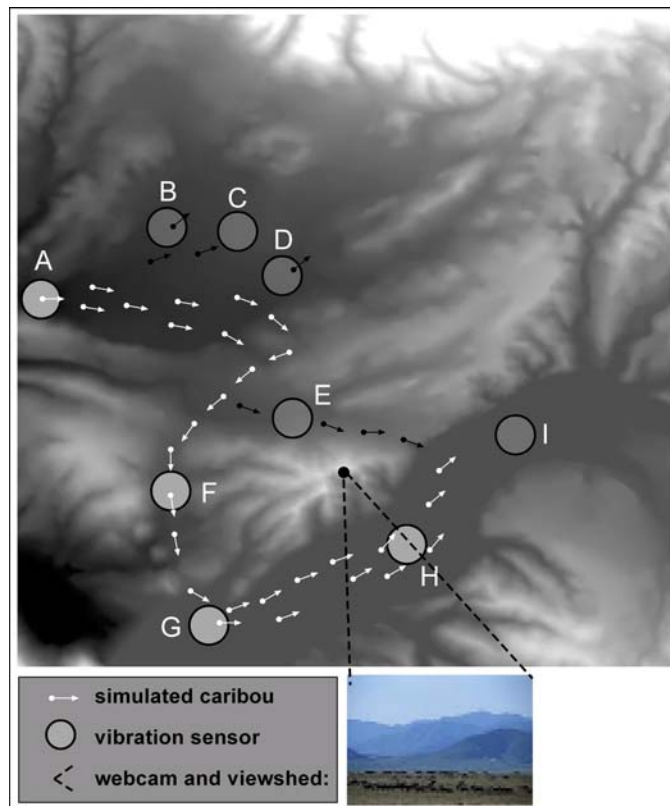 B
C
D
A
E
I
F
H
G
simulated caribou
vibration sensor
webcam and viewshed: